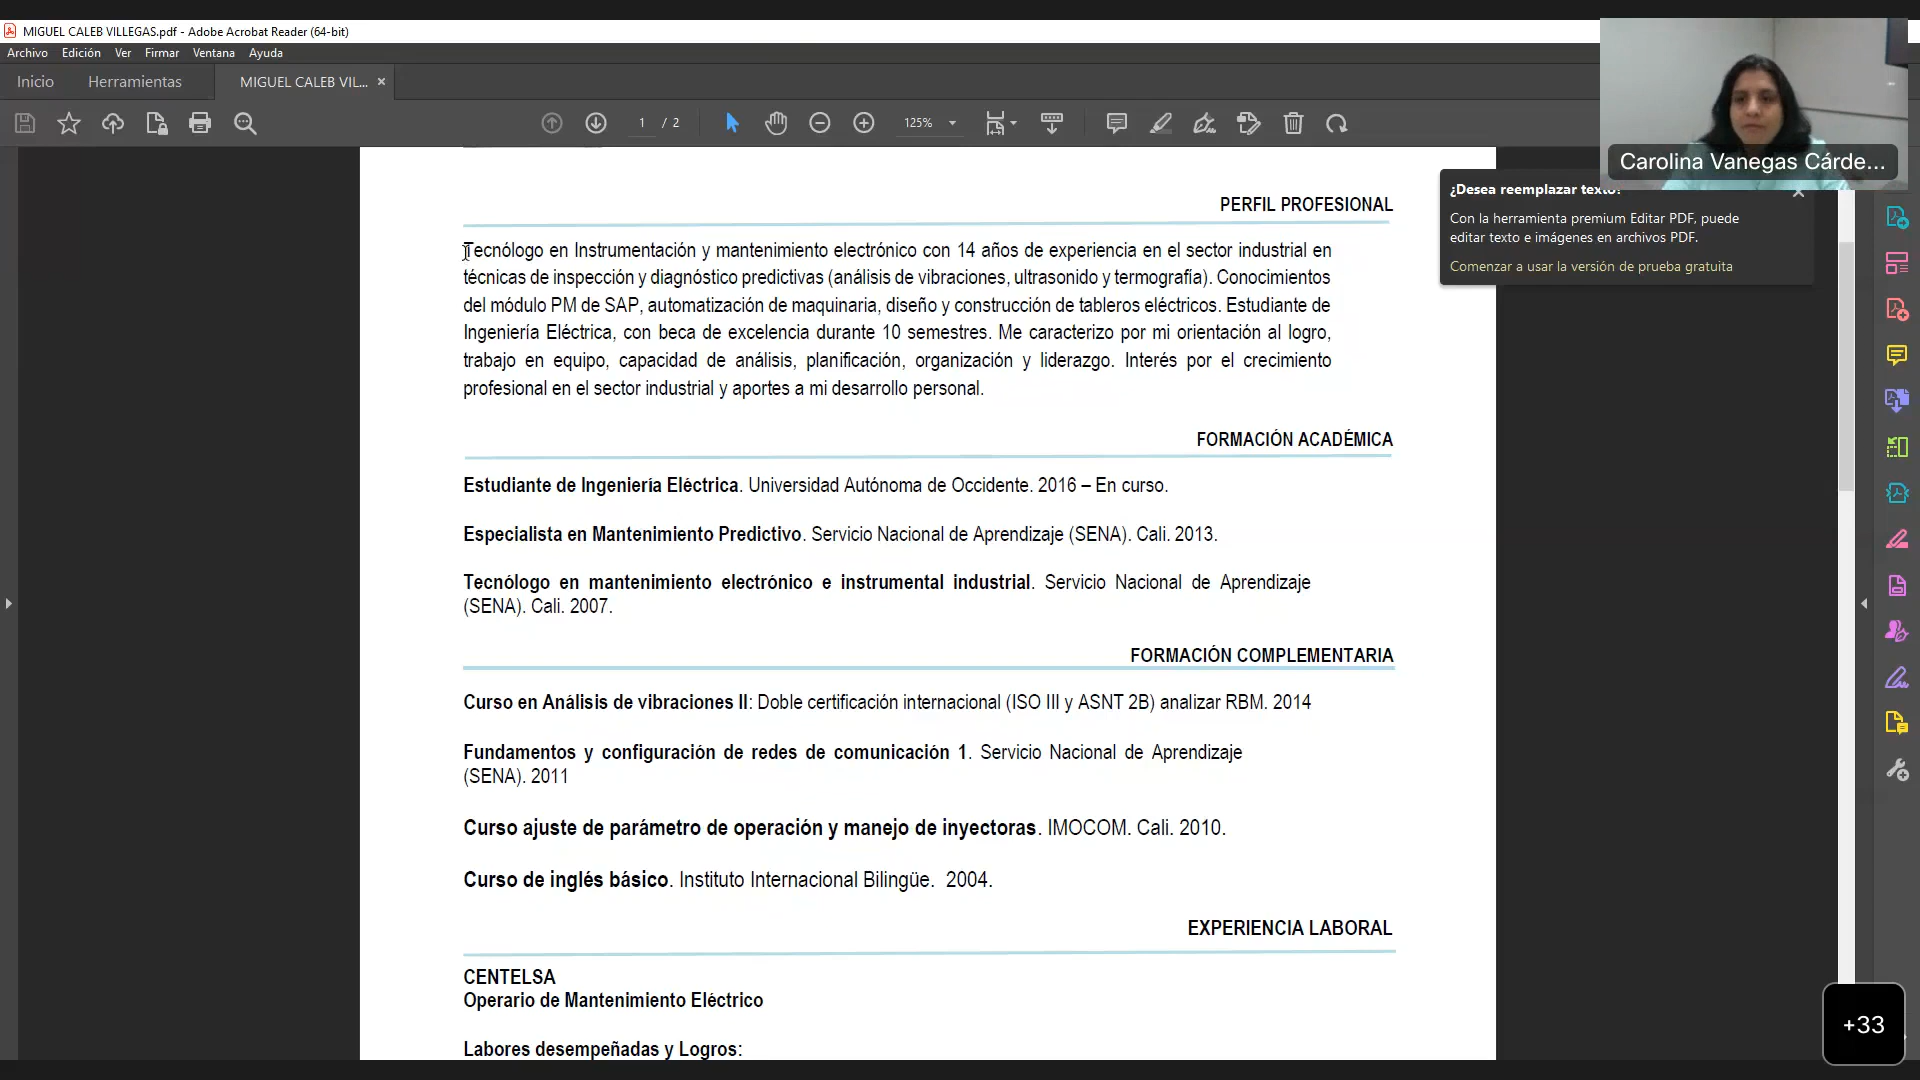 MIGUEL CALEB VILLEGAS.pdf - Adobe Acrobat Reader (64-bit)
Archivo Edición Ver Firmar Ventana Ayuda
Inicio Herramientas MIGUEL CALEB VIL... ×
1 / 2 125%
Carolina Vanegas Cárde...
¿Desea reemplazar texto?
Con la herramienta premium Editar PDF, puede
editar texto e imágenes en archivos PDF.
Comenzar a usar la versión de prueba gratuita
PERFIL PROFESIONAL
Tecnólogo en Instrumentación y mantenimiento electrónico con 14 años de experiencia en el sector industrial en
técnicas de inspección y diagnóstico predictivas (análisis de vibraciones, ultrasonido y termografía). Conocimientos
del módulo PM de SAP, automatización de maquinaria, diseño y construcción de tableros eléctricos. Estudiante de
Ingeniería Eléctrica, con beca de excelencia durante 10 semestres. Me caracterizo por mi orientación al logro,
trabajo en equipo, capacidad de análisis, planificación, organización y liderazgo. Interés por el crecimiento
profesional en el sector industrial y aportes a mi desarrollo personal.
FORMACIÓN ACADÉMICA
Estudiante de Ingeniería Eléctrica. Universidad Autónoma de Occidente. 2016 – En curso.
Especialista en Mantenimiento Predictivo. Servicio Nacional de Aprendizaje (SENA). Cali. 2013.
Tecnólogo en mantenimiento electrónico e instrumental industrial. Servicio Nacional de Aprendizaje
(SENA). Cali. 2007.
FORMACIÓN COMPLEMENTARIA
Curso en Análisis de vibraciones II: Doble certificación internacional (ISO III y ASNT 2B) analizar RBM. 2014
Fundamentos y configuración de redes de comunicación 1. Servicio Nacional de Aprendizaje
(SENA). 2011
Curso ajuste de parámetro de operación y manejo de inyectoras. IMOCOM. Cali. 2010.
Curso de inglés básico. Instituto Internacional Bilingüe. 2004.
EXPERIENCIA LABORAL
CENTELSA
Operario de Mantenimiento Eléctrico
Labores desempeñadas y Logros:
+33